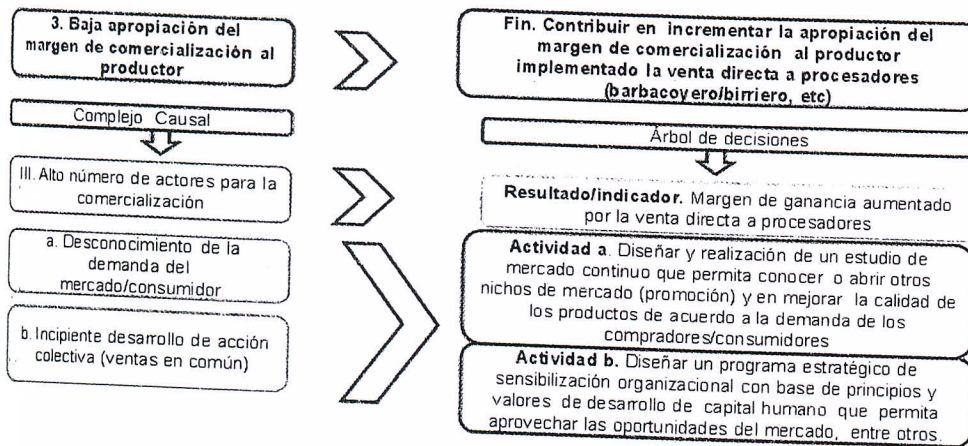 3. Baja apropiación del
margen de comercialización al
productor
Complejo Causal
III. Alto número de actores para la
comercialización
a. Desconocimiento de la
demanda del
mercado/consumidor
b. Incipiente desarrollo de acción
colectiva (ventas en común)
Fin. Contribuir en incrementar la apropiación del
margen de comercialización al productor
implementado la venta directa a procesadores
(barbacoyero/birriero, etc)
Árbol de decisiones
Resultado/indicador. Margen de ganancia aumentado
por la venta directa a procesadores
Actividad a. Diseñar y realización de un estudio de
mercado continuo que permita conocer o abrir otros
nichos de mercado (promoción) y en mejorar la calidad de
los productos de acuerdo a la demanda de los
compradores/consumidores
Actividad b. Diseñar un programa estratégico de
sensibilización organizacional con base de principios y
valores de desarrollo de capital humano que permita
aprovechar las oportunidades del mercado, entre otros.